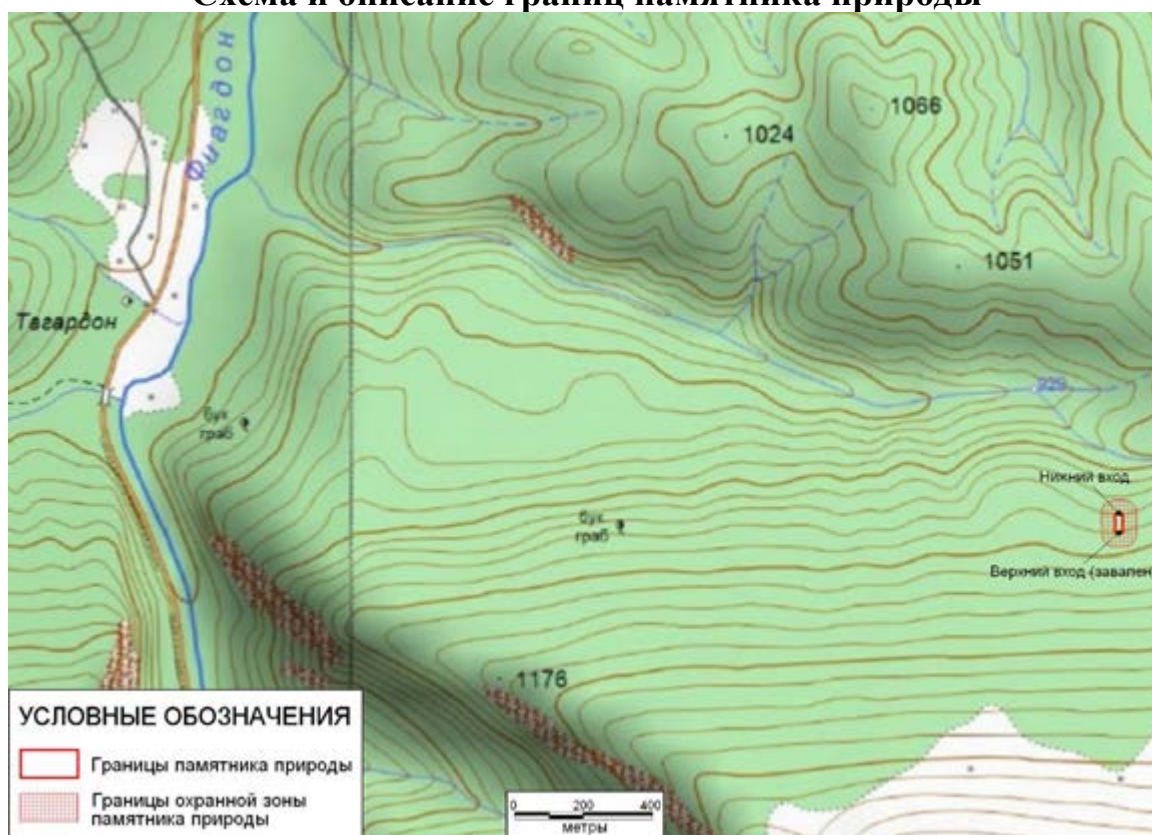 Схема и описание границ памятника природы
Фиагдон
1066
1024
1051
Тагардон
бук
граб
925
Нижний вход
бук
граб
Верхний вход (завален)
1176
УСЛОВНЫЕ ОБОЗНАЧЕНИЯ
Границы памятника природы
Границы охранной зоны
памятника природы
0 200 400
метры